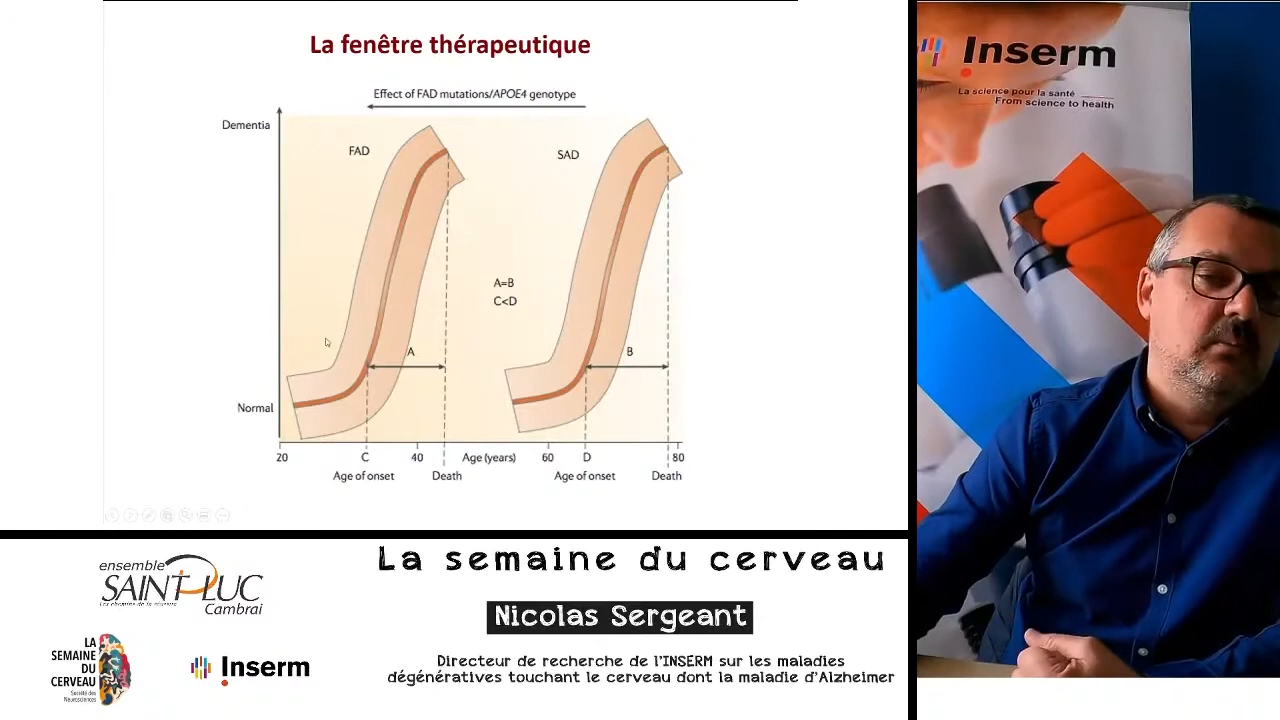 La fenêtre thérapeutique
Effect of FAD mutations/APOE4 genotype
Dementia
FAD
SAD
A=B
C<D
A
B
Normal
20
C
40
Age (years)
60
D
80
Age of onset
Death
Age of onset
Death
Inserm
La science pour la santé
From science to health
ensemble
SAINT LUC
Cambrai
La semaine du cerveau
Nicolas Sergeant
Directeur de recherche de l'INSERM sur les maladies
dégénératives touchant le cerveau dont la maladie d'Alzheimer
LA
SEMAINE
DU
CERVEAU
Société des
Neurosciences
Inserm